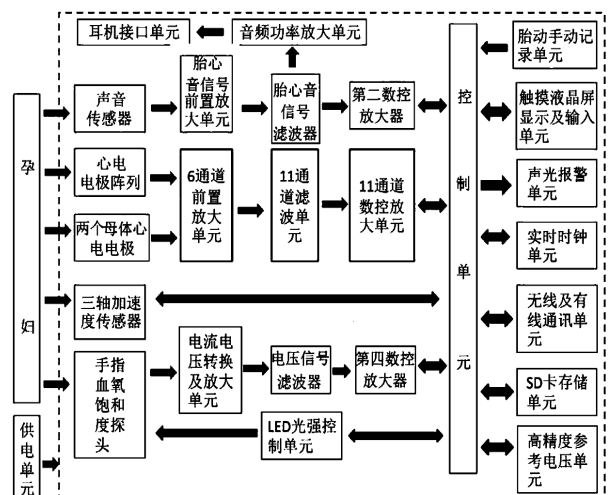 耳机接口单元
音频功率放大单元
孕
妇
供
电
单
元
声音
传感器
胎心
音信号
前置放
大单元
胎心音
信号
滤波器
第二数控
放大器
心电
电极阵列
两个母体心
电电极
6通道
前置
放大
单元
11通
道滤
波单
元
11通道
数控放
大单元
三轴加速
度传感器
手指
血氧
饱和
度探
头
电流电
压转换
及放大
单元
电压信号
滤波器
第四数控
放大器
LED光强控
制单元
控
制
单
元
胎动手动记
录单元
触摸液晶屏
显示及输入
单元
声光报警
单元
实时时钟
单元
无线及有
线通讯单
元
SD卡存储
单元
高精度参
考电压单
元